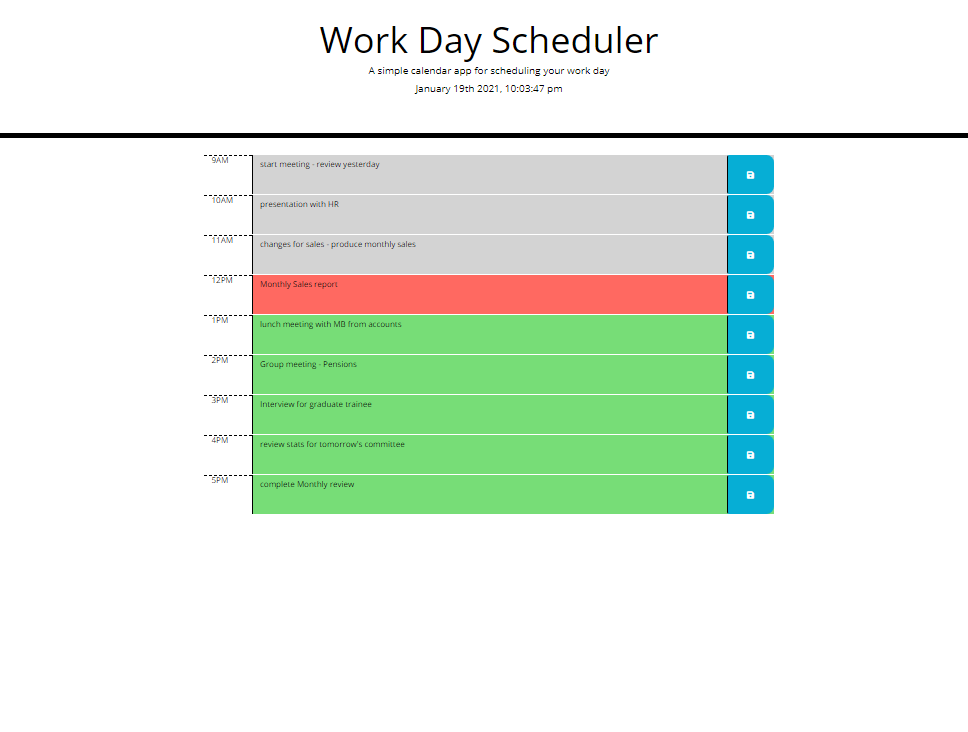 Work Day Scheduler
A simple calendar app for scheduling your work day
January 19th 2021, 10:03:47 pm
9AM start meeting - review yesterday
10AM presentation with HR
11AM changes for sales - produce monthly sales
12PM Monthly Sales report
1PM lunch meeting with MB from accounts
2PM Group meeting - Pensions
3PM Interview for graduate trainee
4PM review stats for tomorrow's committee
5PM complete Monthly review